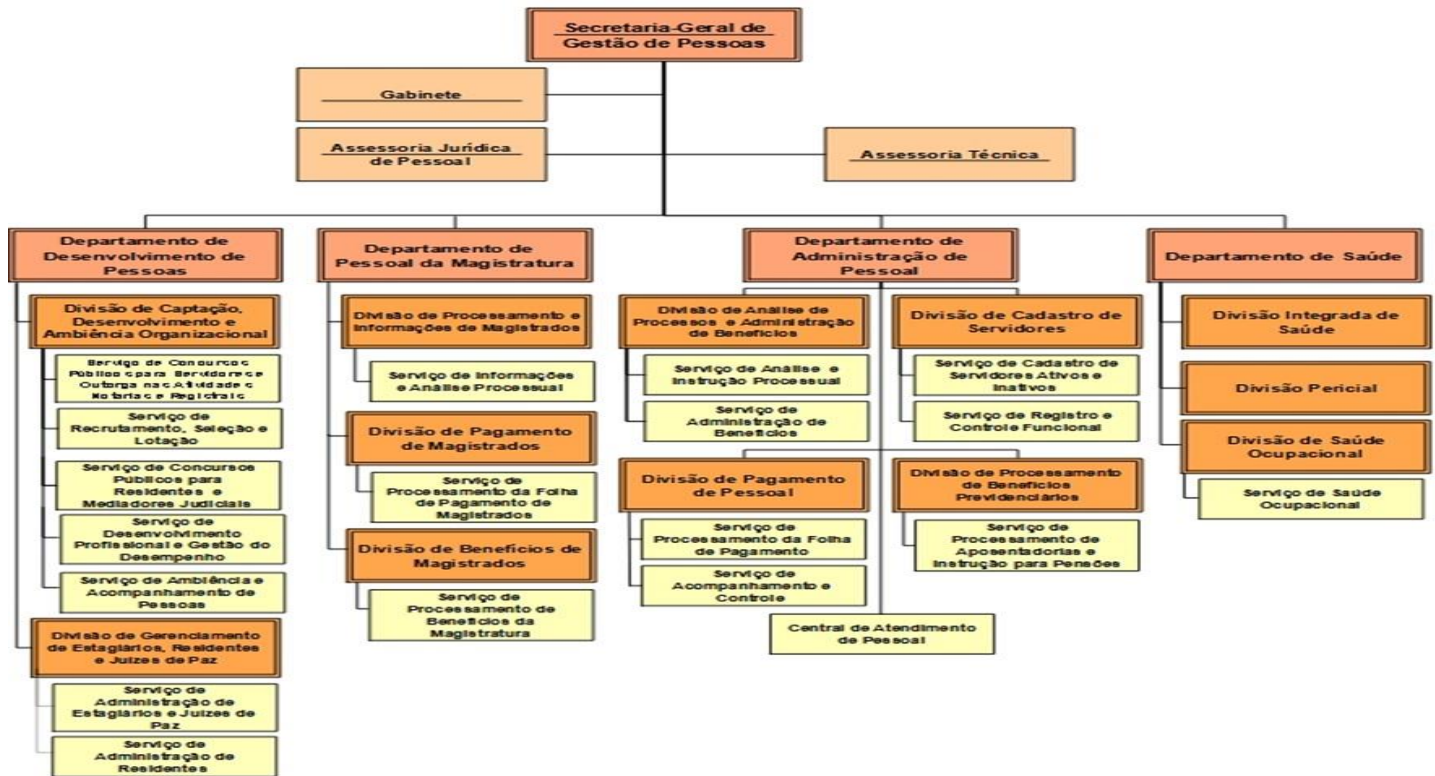 Secretaria-Geral de
Gestão de Pessoas
Gabinete
Assessoria Jurídica
de Pessoal
Assessoria Técnica
Departamento de
Desenvolvimento de
Pessoas
Divisão de Captação,
Desenvolvimento e
Ambiência Organizacional
Serviço de Concursos
Públicos para Servidores e
Outorga nas Atividades
Notariais e Registrais
Serviço de
Recrutamento, Seleção e
Lotação
Serviço de Concursos
Públicos para
Residentes e
Mediadores Judiciais
Serviço de
Desenvolvimento
Profissional e Gestão do
Desempenho
Serviço de Ambiência e
Acompanhamento de
Pessoas
Divisão de Gerenciamento
de Estagiários, Residentes
e Juízes de Paz
Serviço de
Administração de
Estagiários e Juízes de
Paz
Serviço de
Administração de
Residentes
Departamento de
Pessoal da Magistratura
Divisão de Processamento e
Informações de Magistrados
Serviço de Informações
e Análise Processual
Divisão de Pagamento
de Magistrados
Serviço de
Processamento da Folha
de Pagamento de
Magistrados
Divisão de Benefícios de
Magistrados
Serviço de
Processamento de
Benefícios da
Magistratura
Departamento de
Administração de
Pessoal
Divisão de Análise de
Processos e Administração
de Benefícios
Serviço de Análise e
Instrução Processual
Serviço de
Administração de
Benefícios
Divisão de Cadastro de
Servidores
Serviço de Cadastro de
Servidores Ativos e
Inativos
Serviço de Registro e
Controle Funcional
Divisão de Pagamento
de Pessoal
Serviço de
Processamento da Folha
de Pagamento
Serviço de
Acompanhamento e
Controle
Divisão de Processamento
de Benefícios
Previdenciários
Serviço de
Processamento de
Aposentadorias e
Instrução para Pensões
Central de Atendimento
de Pessoal
Departamento de Saúde
Divisão Integrada de
Saúde
Divisão Pericial
Divisão de Saúde
Ocupacional
Serviço de Saúde
Ocupacional